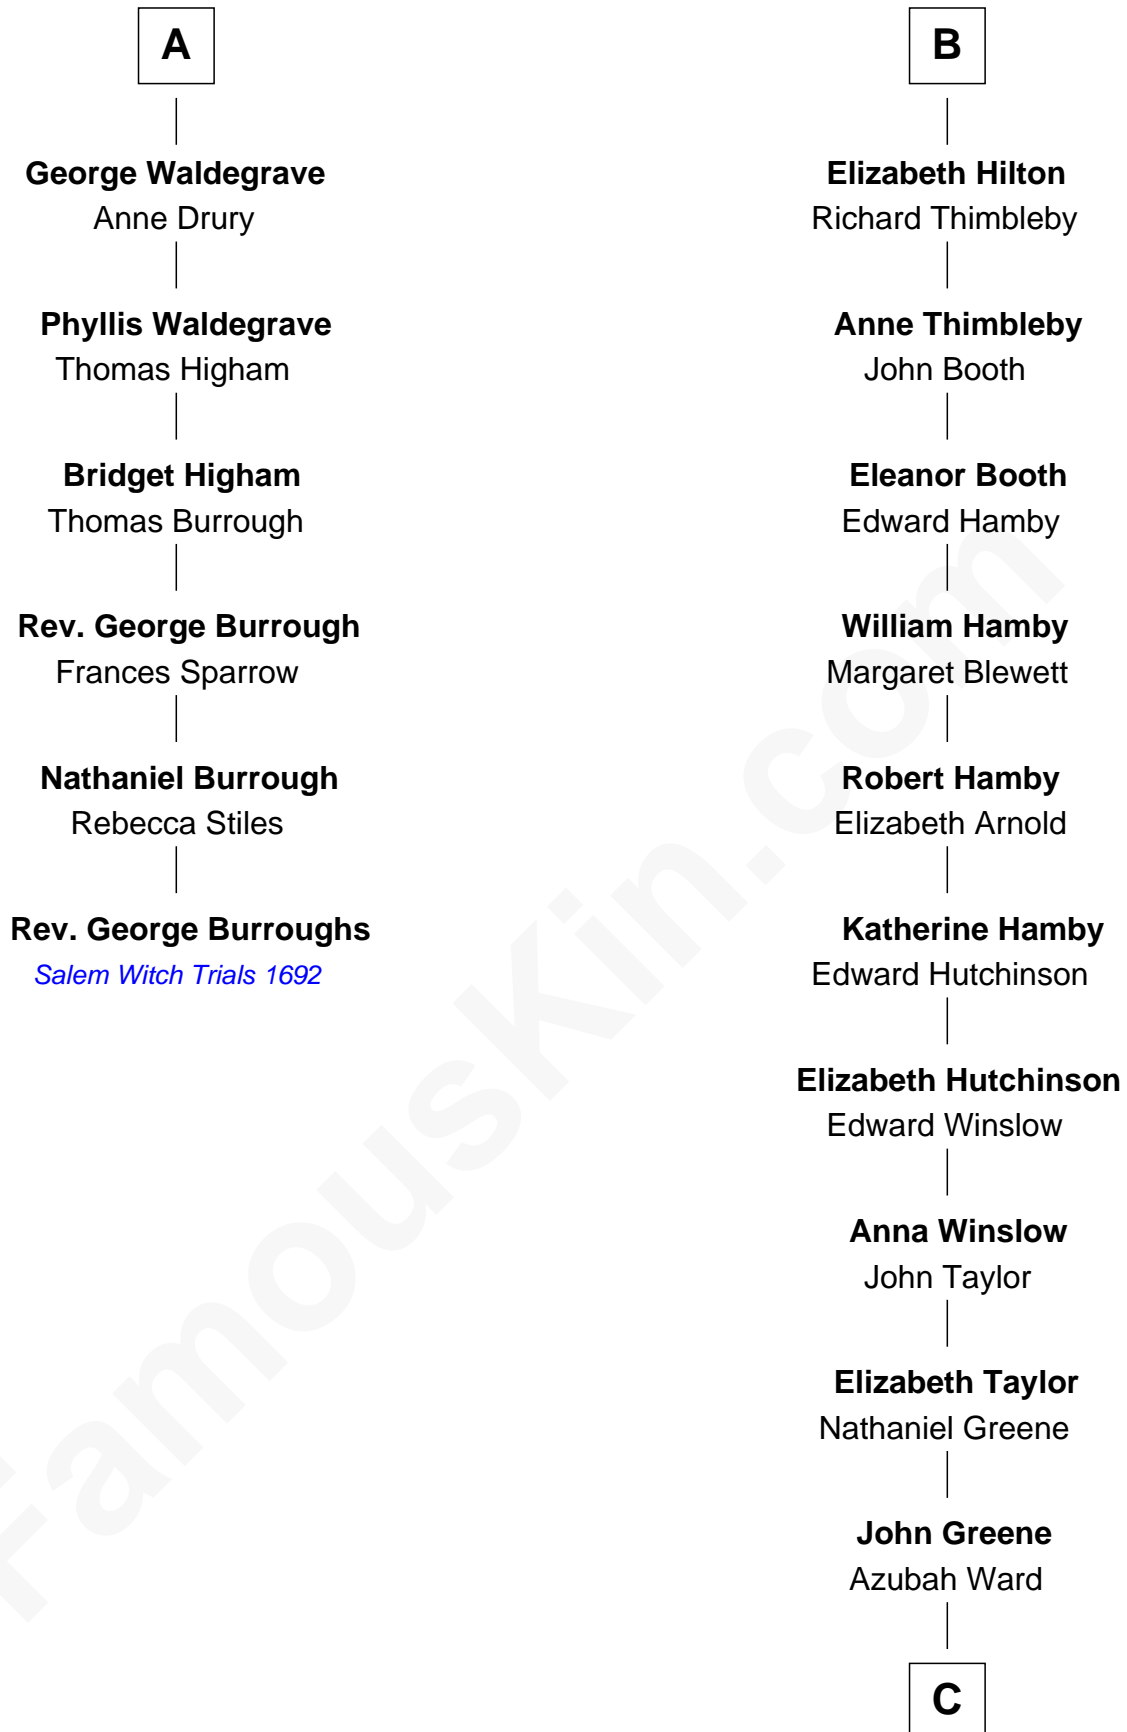 A
George Waldegrave
Anne Drury
Phyllis Waldegrave
Thomas Higham
Bridget Higham
Thomas Burrough
Rev. George Burrough
Frances Sparrow
Nathaniel Burrough
Rebecca Stiles
Rev. George Burroughs
Salem Witch Trials 1692
B
Elizabeth Hilton
Richard Thimbleby
Anne Thimbleby
John Booth
Eleanor Booth
Edward Hamby
William Hamby
Margaret Blewett
Robert Hamby
Elizabeth Arnold
Katherine Hamby
Edward Hutchinson
Elizabeth Hutchinson
Edward Winslow
Anna Winslow
John Taylor
Elizabeth Taylor
Nathaniel Greene
John Greene
Azubah Ward
C
FamousKin.com